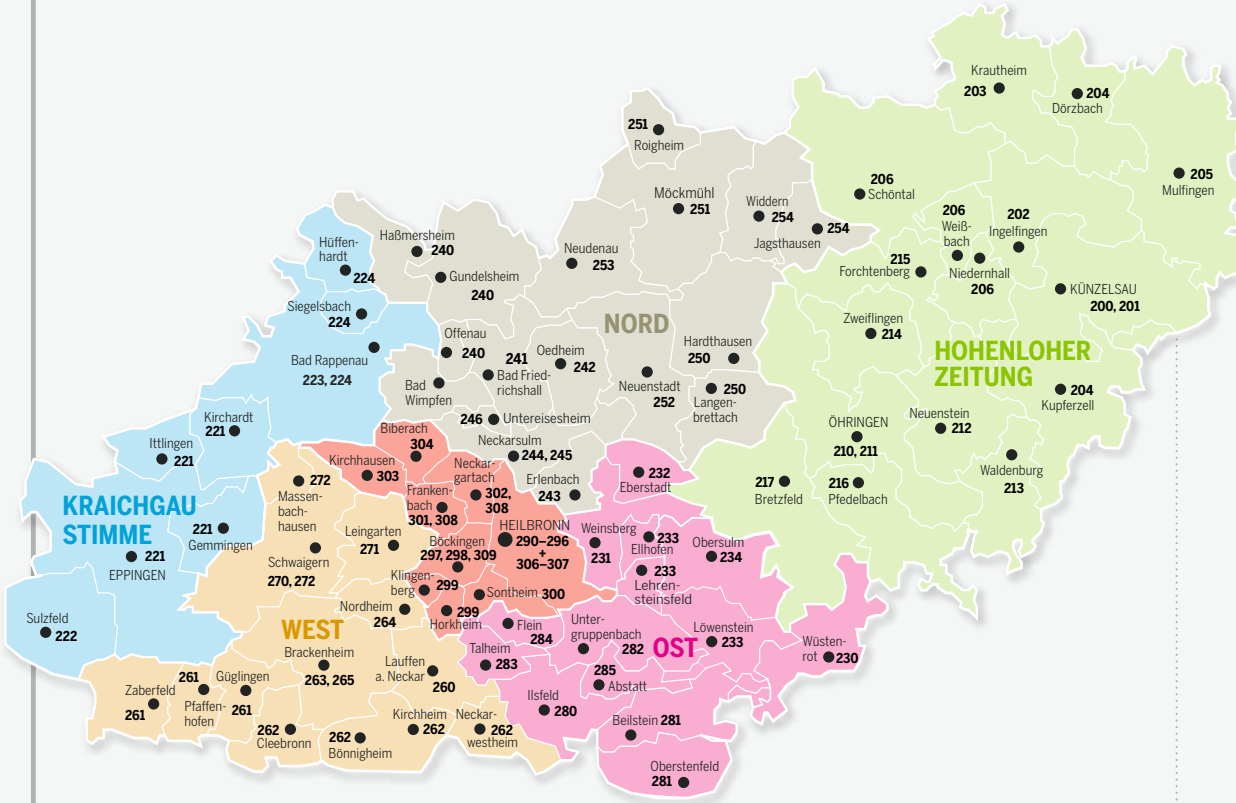 Krautheim
203
204
Dörzbach
251
Roigheim
205
Mulfingen
206
Schöntal
Möckmühl
251
Widdern
254
254
Jagsthausen
206
Weiß-
bach
202
Ingelfingen
Niedernhall
206
215
Forchtenberg
KÜNZELSAU
200, 201
Hüffen-
hardt
224
Haßmersheim
240
Gundelsheim
240
Neudenau
253
Siegelsbach
224
Bad Rappenau
223, 224
Offenau
240
241
Bad Fried-
richshall
Oedheim
242
NORD
Hardthausen
250
Neuenstadt
252
250
Langen-
brettach
Zweiflingen
214
HOHENLOHER
ZEITUNG
204
Kupferzell
Bad
Wimpfen
246
Untereisesheim
Neckarsulm
244, 245
Erlenbach
243
ÖHRINGEN
210, 211
Neuenstein
212
Waldenburg
213
217
Bretzfeld
216
Pfedelbach
Kirchardt
221
Ittlingen
221
KRAICHGAU
STIMME
221
Gemmingen
221
EPPINGEN
Sulzfeld
222
Biberach
304
Kirchhausen
303
Neckar-
gartach
302,
308
Franken-
bach
301, 308
HEILBRONN
290–296
+
306–307
Böckingen
297, 298, 309
Klingen-
berg
299
Sontheim 300
299
Horkheim
272
Massen-
bach-
hausen
Leingarten
271
Schwaigern
270, 272
Nordheim
264
WEST
Brackenheim
263, 265
Lauffen
a. Neckar
260
Zaberfeld
261
261
Pfaffen-
hofen
Güglingen
261
262
Cleebronn
262
Bönnigheim
Kirchheim
262
Neckar-
westheim
262
232
Eberstadt
Weinsberg
231
233
Ellhofen
233
Lehren-
steinsfeld
Obersulm
234
Flein
284
Talheim
283
Unter-
gruppenbach
282
OST
Löwenstein
233
Wüsten-
rot
230
285
Abstatt
Ilsfeld
280
Beilstein 281
Oberstenfeld
281